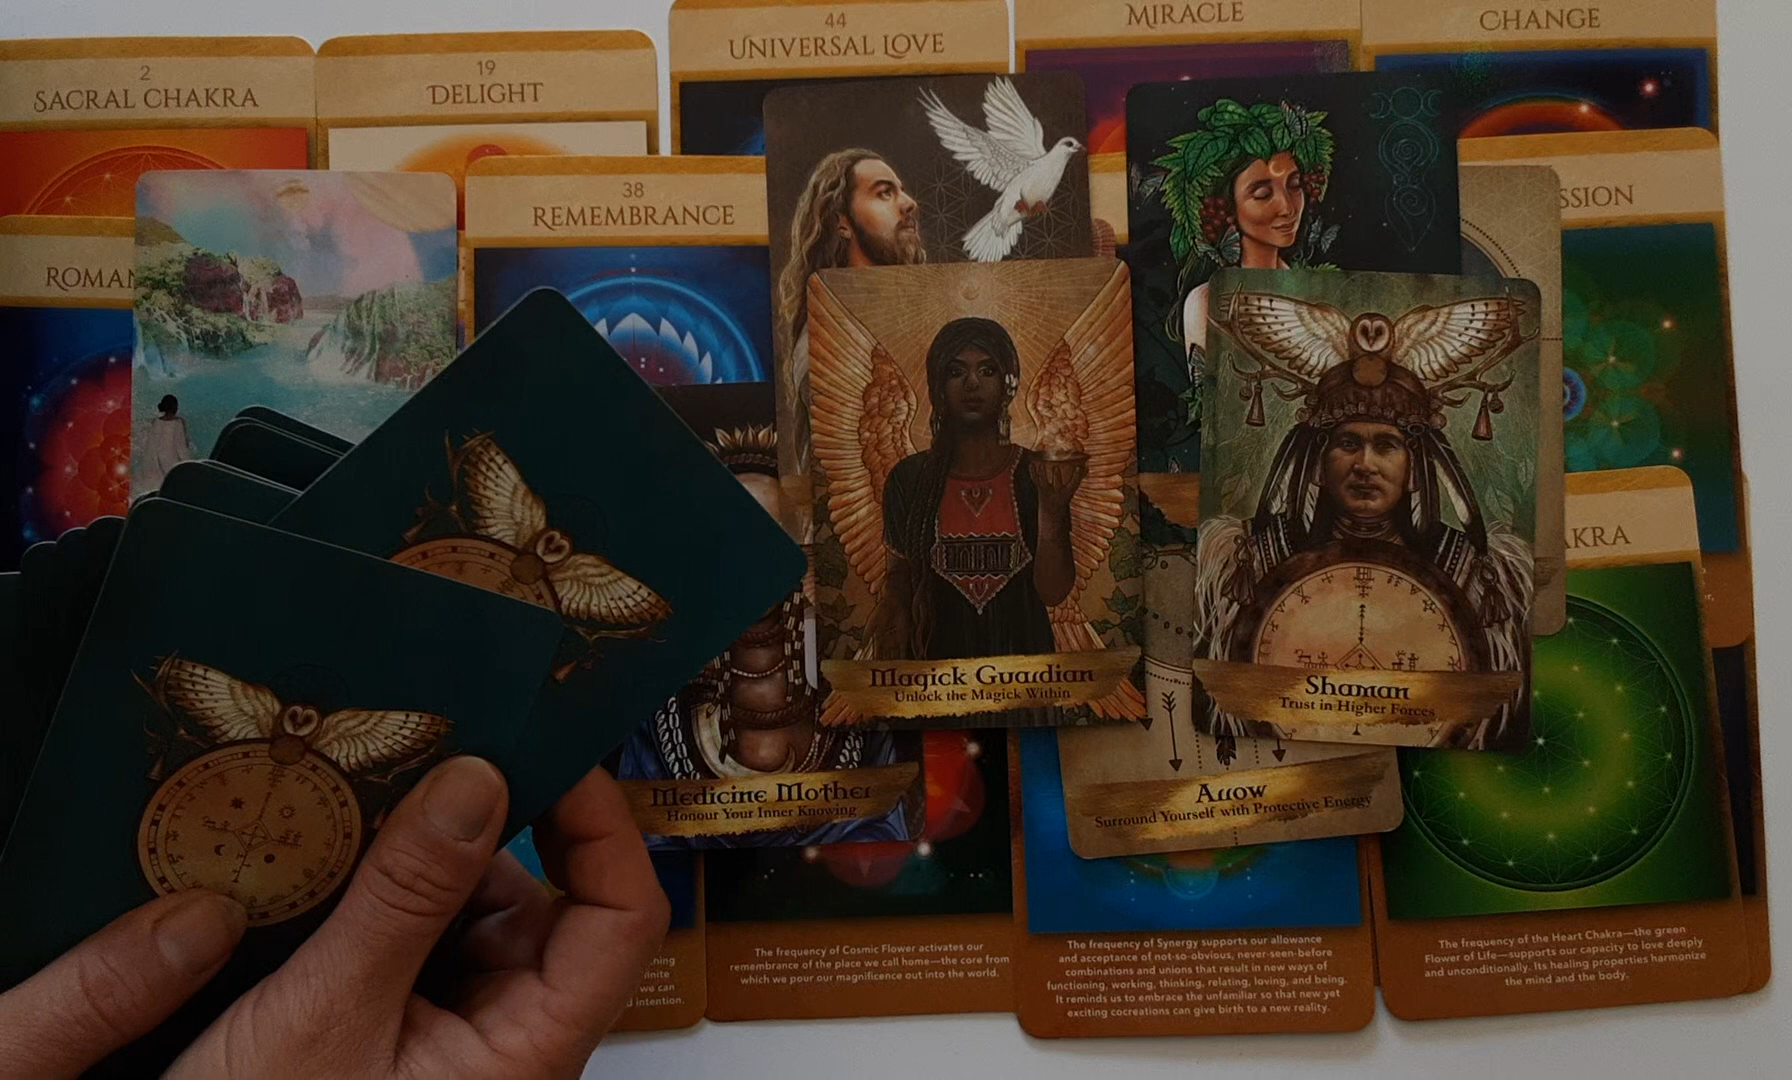 2
SACRAL CHAKRA
19
DELIGHT
44
UNIVERSAL LOVE
MIRACLE
CHANGE
38
REMEMBRANCE
Magick Guardian
Unlock the Magick Within
Shaman
Trust in Higher Forces
Medicine Mother
Honour Your Inner Knowing
Arrow
Surround Yourself with Protective Energy
The frequency of Cosmic Flower activates our
remembrance of the place we call home—the core from
which we pour our magnificence out into the world.
The frequency of Synergy supports our allowance
and acceptance of not-so-obvious, never-seen-before
combinations and unions that result in new ways of
functioning, working, thinking, relating, loving, and being.
It reminds us to embrace the unfamiliar so that new yet
exciting cocreations can give birth to a new reality.
The frequency of the Heart Chakra—the green
Flower of Life—supports our capacity to love deeply
and unconditionally. Its healing properties harmonize
the mind and the body.
we can
intention.